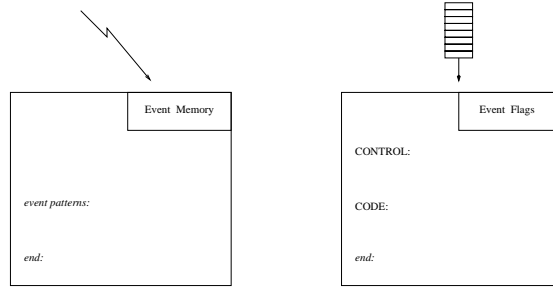 Event Memory
event patterns:
end:
Event Flags
CONTROL:
CODE:
end: